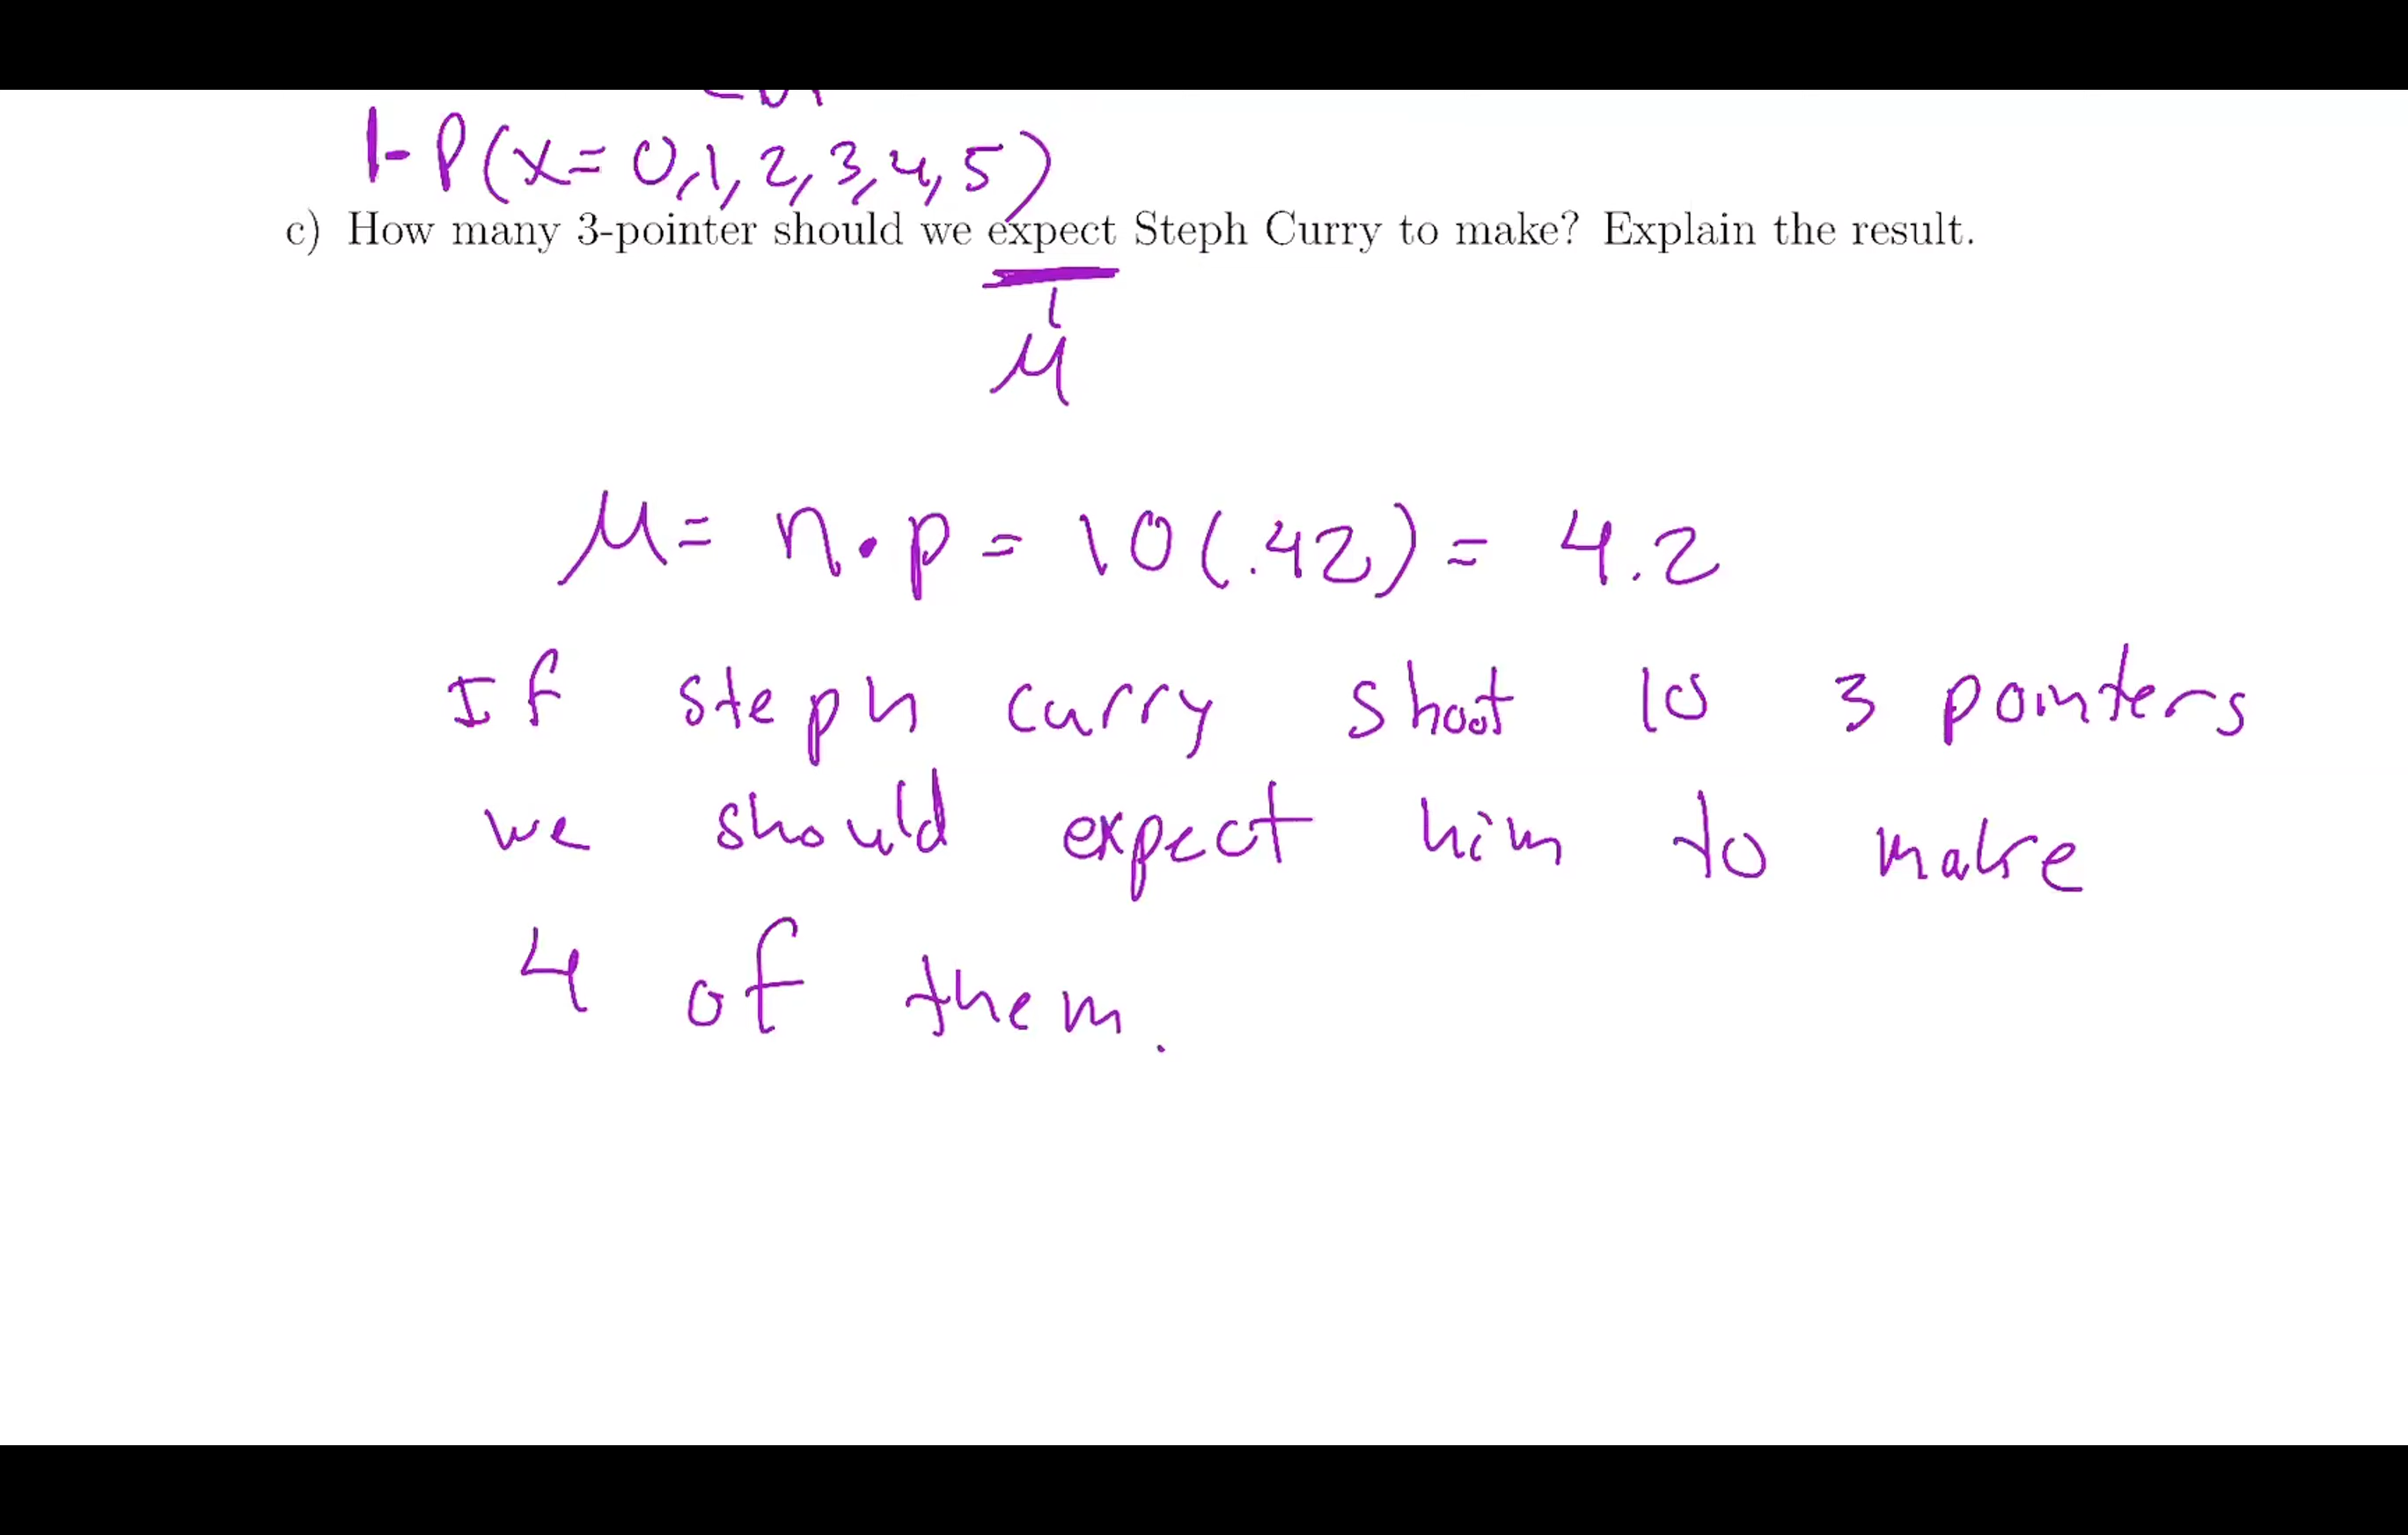 1-P(x=0,1,2,3,4,5)
c) How many 3-pointer should we expect Steph Curry to make? Explain the result.
μ
μ= n·p = 10(.42) = 4.2
If steph curry shoot 10 3 pointers
we should expect him to make
4 of them.